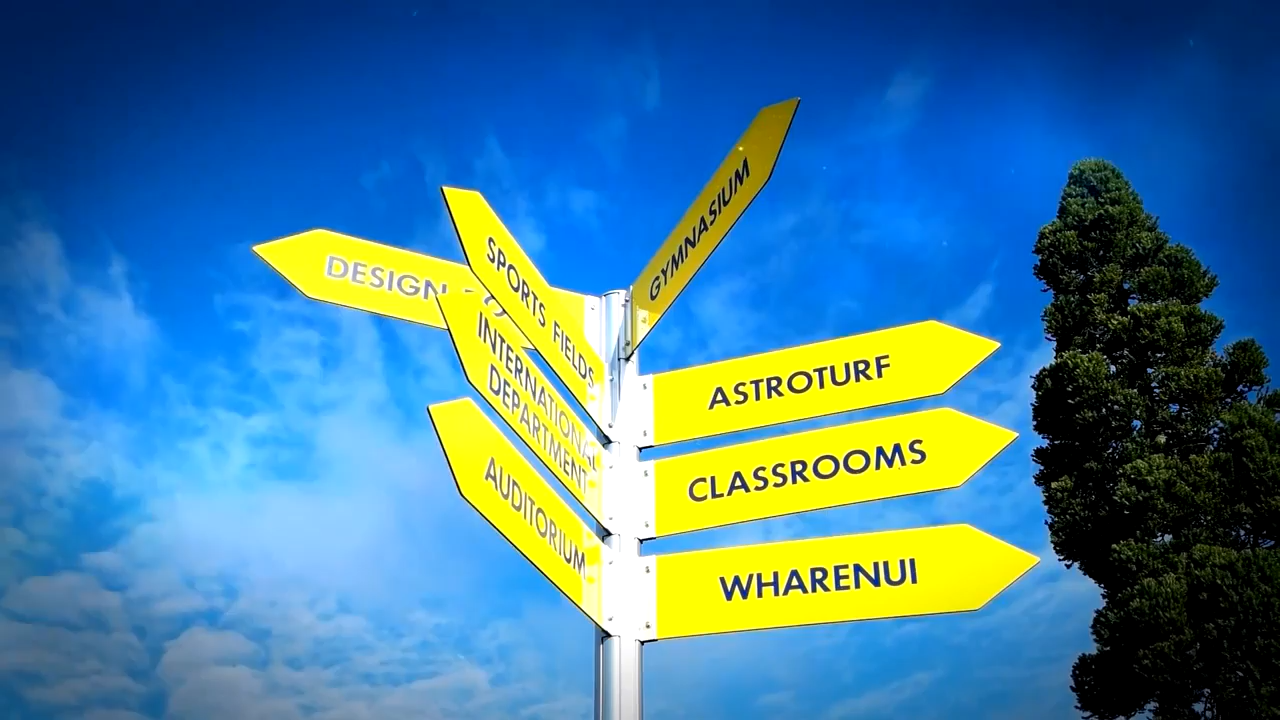 GYMNASIUM
SPORTS FIELDS
DESIGN
INTERNATIONAL
DEPARTMENT
AUDITORIUM
ASTROTURF
CLASSROOMS
WHARENUI